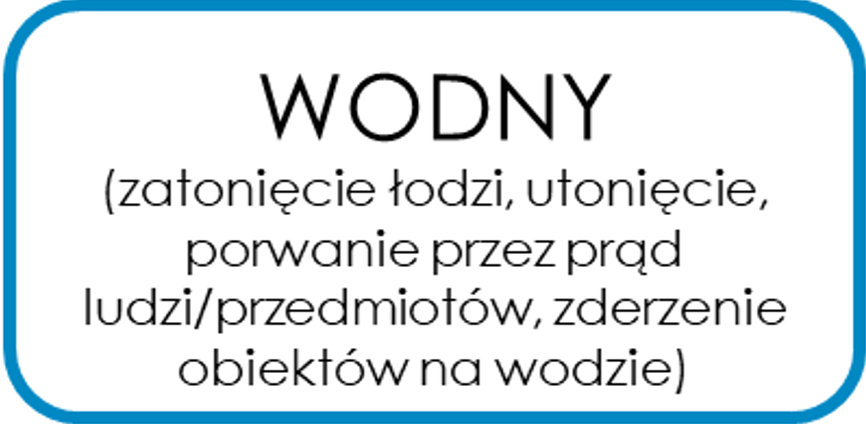 WODNY
(zatonięcie łodzi, utonięcie,
porwanie przez prąd
ludzi/przedmiotów, zderzenie
obiektów na wodzie)